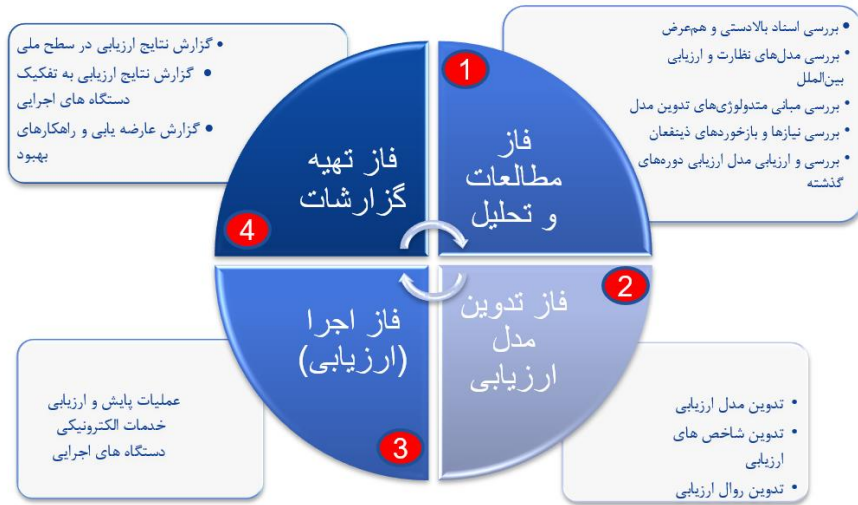 • بررسی اسناد بالادستی و هم‌عرض
• بررسی مدل‌های نظارت و ارزیابی
بین‌الملل
• بررسی مبانی متدولوژی‌های تدوین مدل
• بررسی نیازها و بازخوردهای ذینفعان
• بررسی و ارزیابی مدل ارزیابی دوره‌های
گذشته
1
فاز
مطالعات
و تحلیل
2
فاز تدوین
مدل
ارزیابی
• تدوین مدل ارزیابی
• تدوین شاخص های
ارزیابی
• تدوین روال ارزیابی
3
فاز اجرا
(ارزیابی)
عملیات پایش و ارزیابی
خدمات الکترونیکی
دستگاه های اجرایی
4
فاز تهیه
گزارشات
• گزارش نتایج ارزیابی در سطح ملی
• گزارش نتایج ارزیابی به تفکیک
دستگاه های اجرایی
• گزارش عارضه یابی و راهکارهای
بهبود